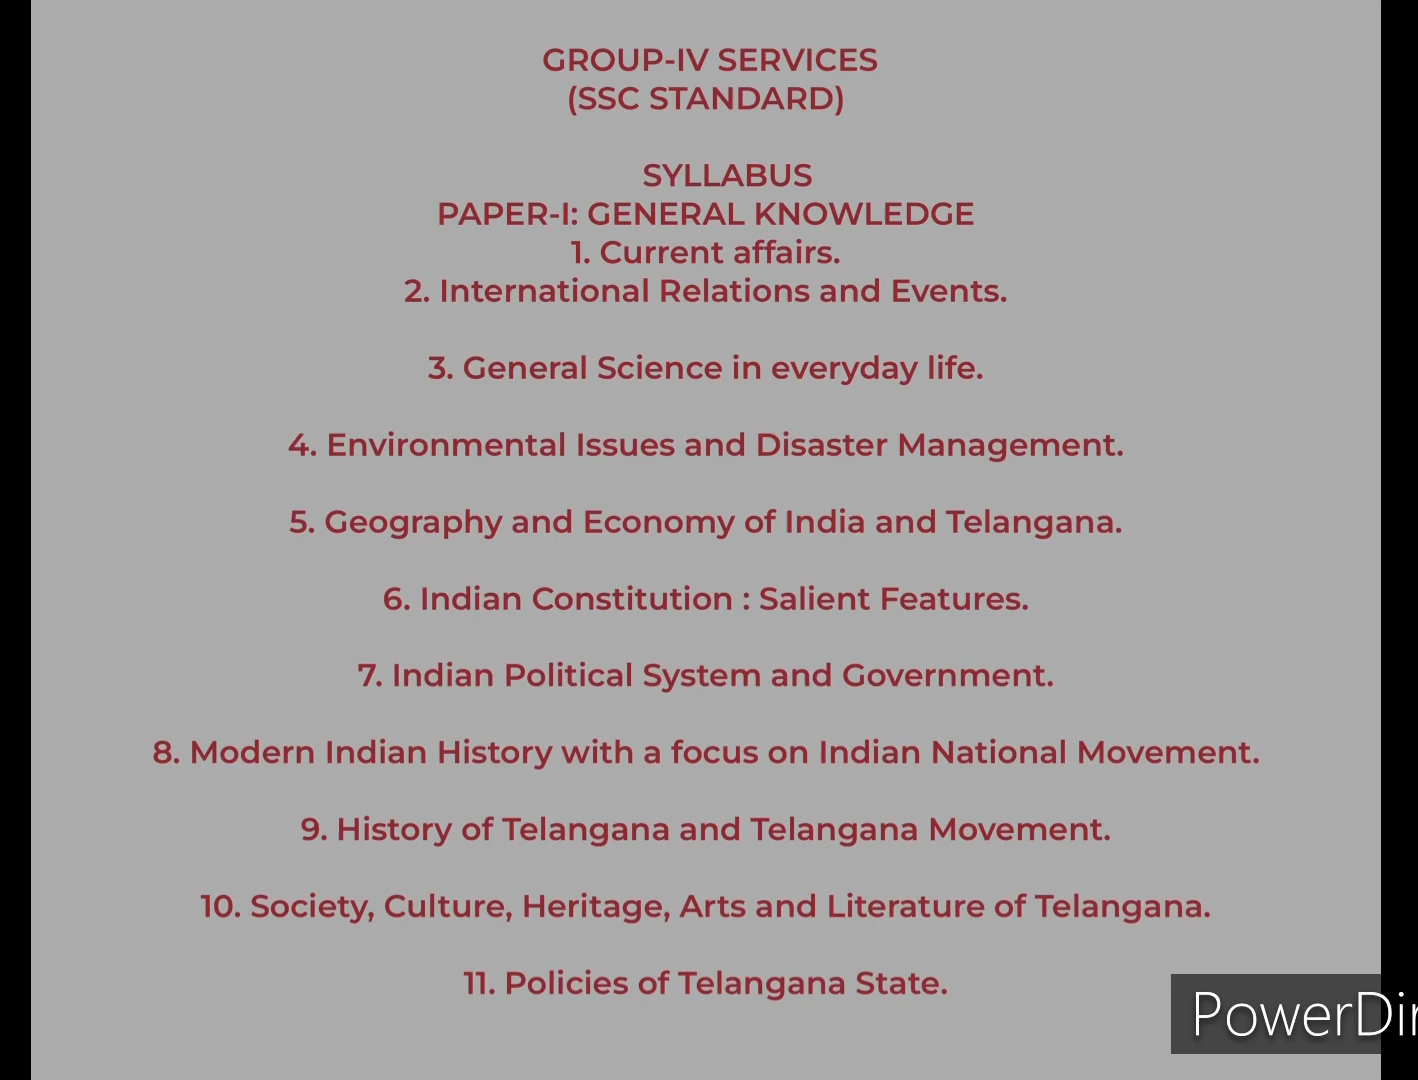 GROUP-IV SERVICES
(SSC STANDARD)
SYLLABUS
PAPER-I: GENERAL KNOWLEDGE
1. Current affairs.
2. International Relations and Events.
3. General Science in everyday life.
4. Environmental Issues and Disaster Management.
5. Geography and Economy of India and Telangana.
6. Indian Constitution : Salient Features.
7. Indian Political System and Government.
8. Modern Indian History with a focus on Indian National Movement.
9. History of Telangana and Telangana Movement.
10. Society, Culture, Heritage, Arts and Literature of Telangana.
11. Policies of Telangana State.
PowerDir